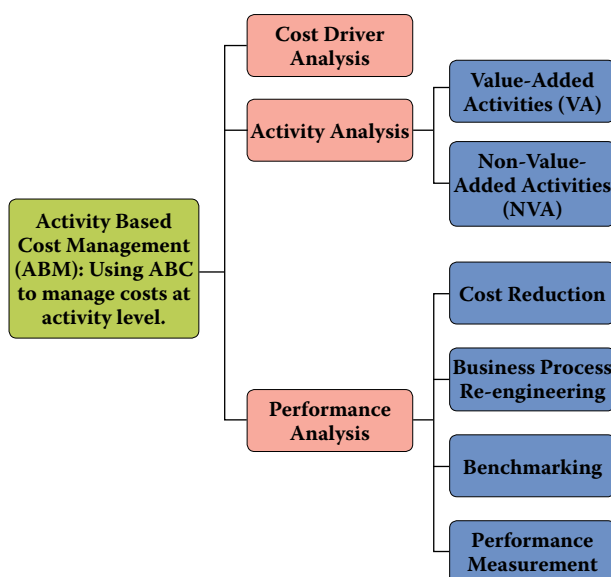 Cost Driver
Analysis
Activity Analysis
Value-Added
Activities (VA)
Non-Value-
Added Activities
(NVA)
Activity Based
Cost Management
(ABM): Using ABC
to manage costs at
activity level.
Performance
Analysis
Cost Reduction
Business Process
Re-engineering
Benchmarking
Performance
Measurement